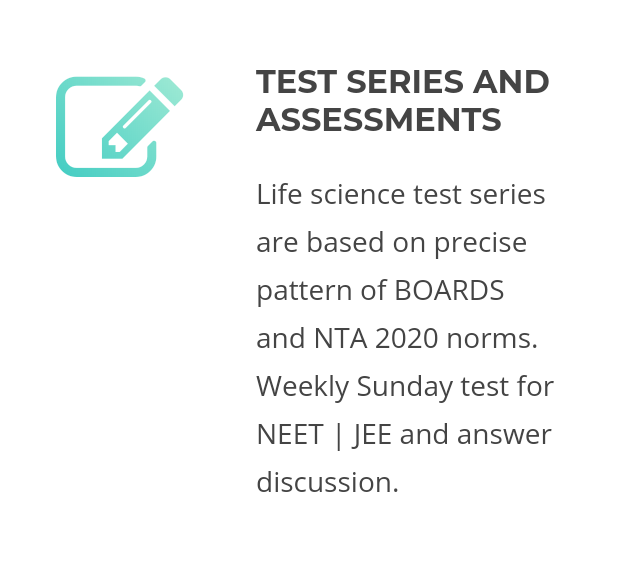 TEST SERIES AND
ASSESSMENTS
Life science test series
are based on precise
pattern of BOARDS
and NTA 2020 norms.
Weekly Sunday test for
NEET | JEE and answer
discussion.